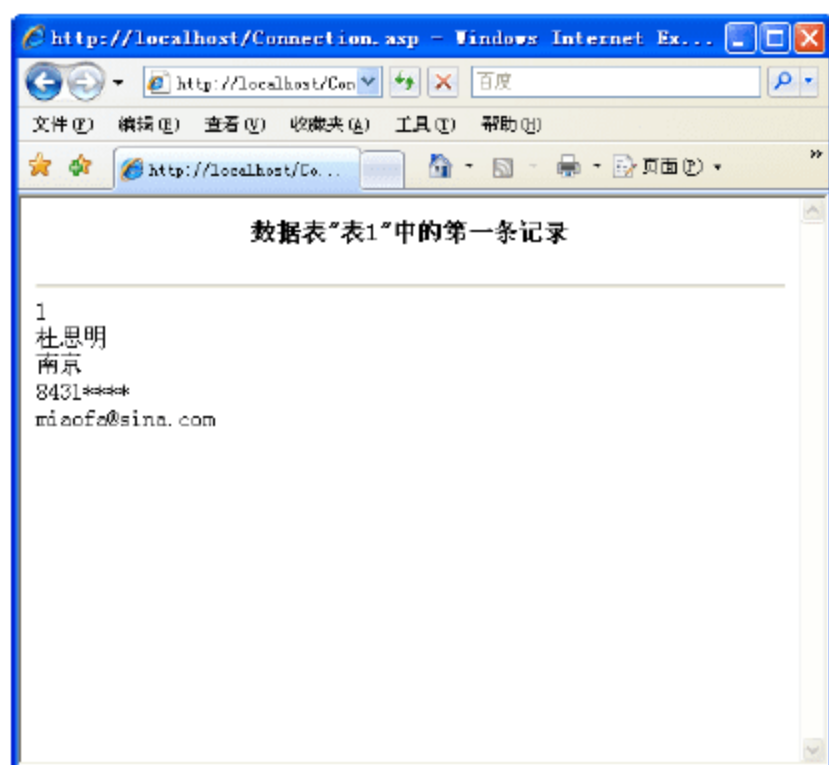 http://localhost/Connection.asp - Windows Internet Ex...
http://localhost/Con 百度
文件(F) 编辑(E) 查看(V) 收藏夹(A) 工具(T) 帮助(H)
http://localhost/Co... 页面(P)
数据表"表1"中的第一条记录
1
杜思明
南京
8431****
miaofa@sina.com